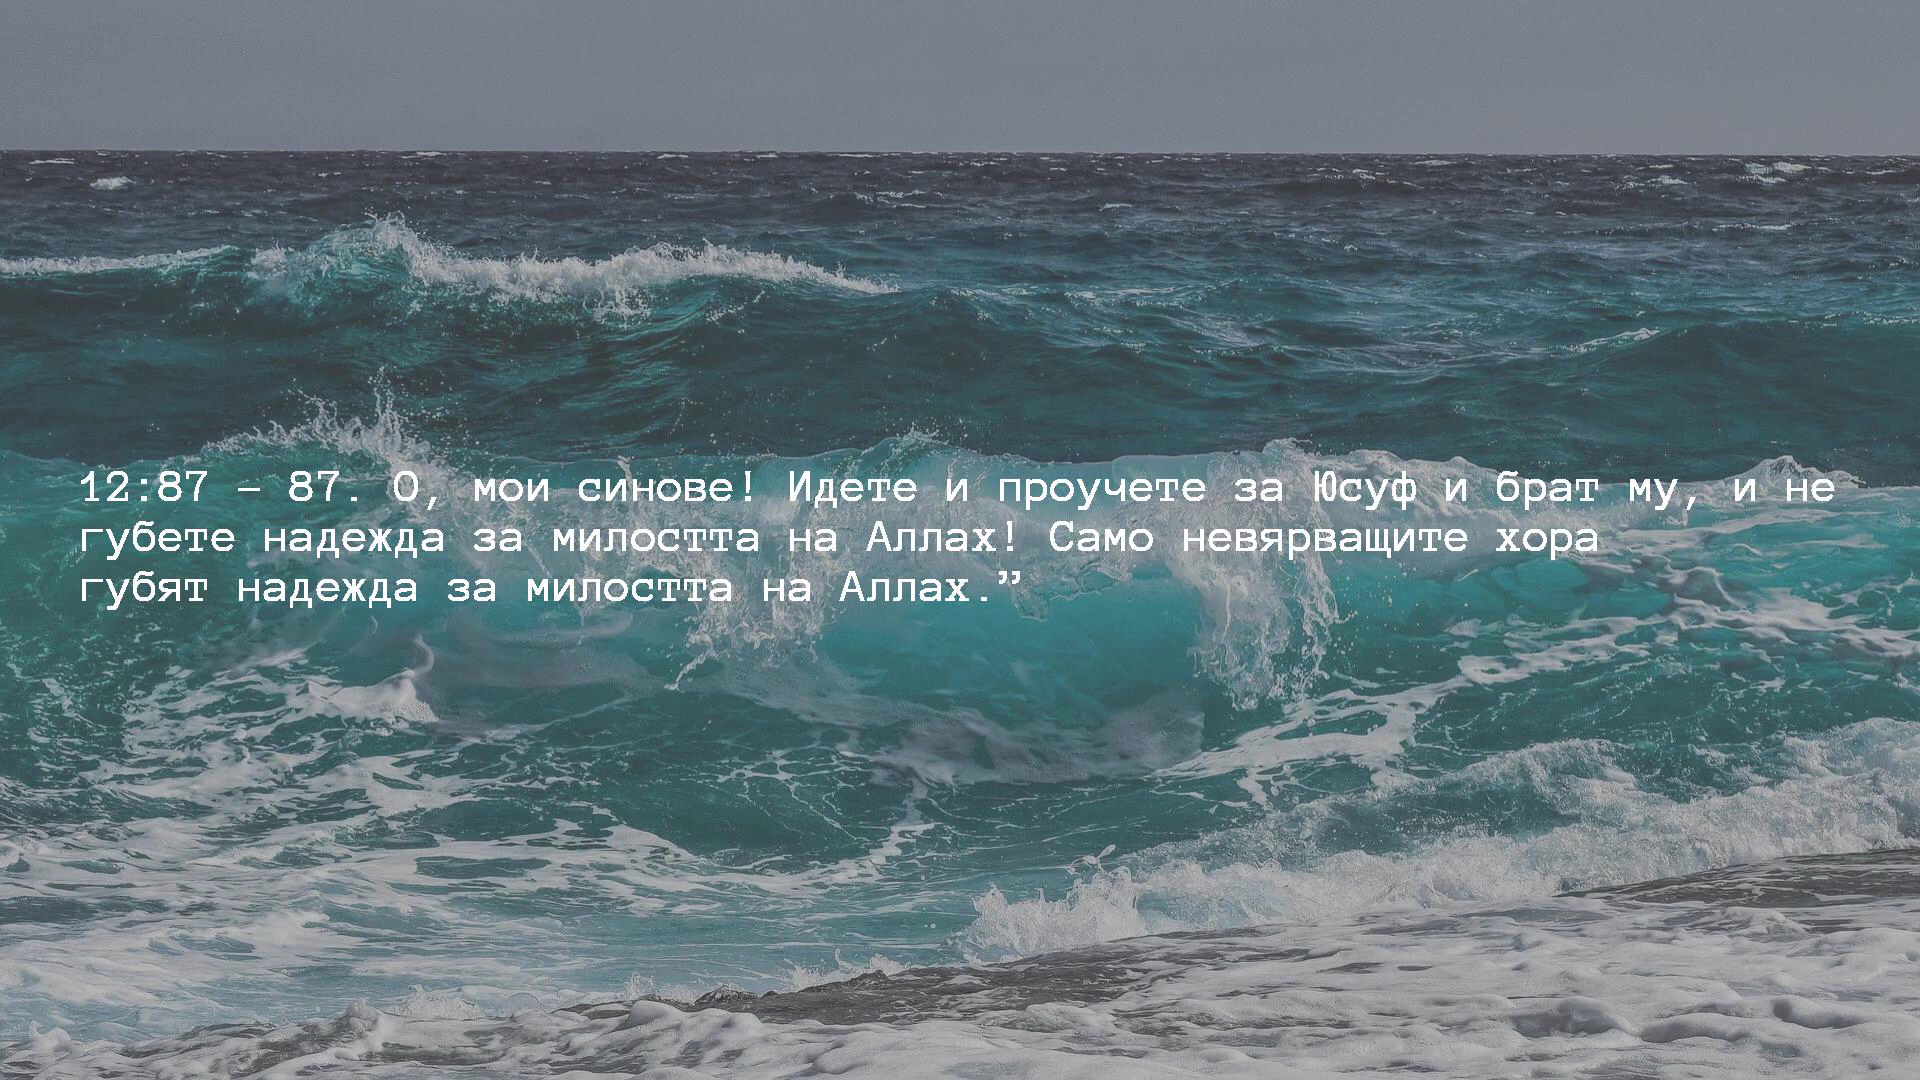 12:87 – 87. О, мои синове! Идете и проучете за Юсуф и брат му, и не
губете надежда за милостта на Аллах! Само невярващите хора
губят надежда за милостта на Аллах.”